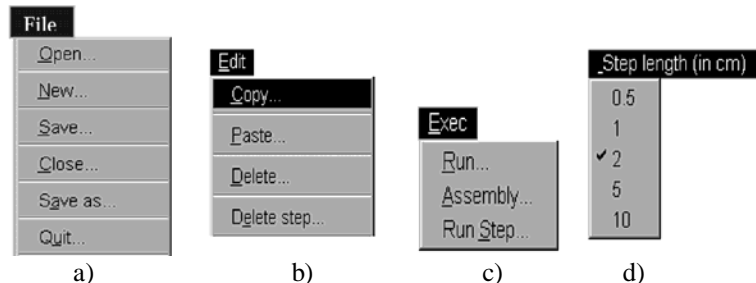 File
Open...
New...
Save...
Close...
Save as...
Quit...
a)
Edit
Copy...
Paste...
Delete...
Delete step...
b)
Exec
Run...
Assembly...
Run Step...
c)
Step length (in cm)
0.5
1
2
5
10
d)